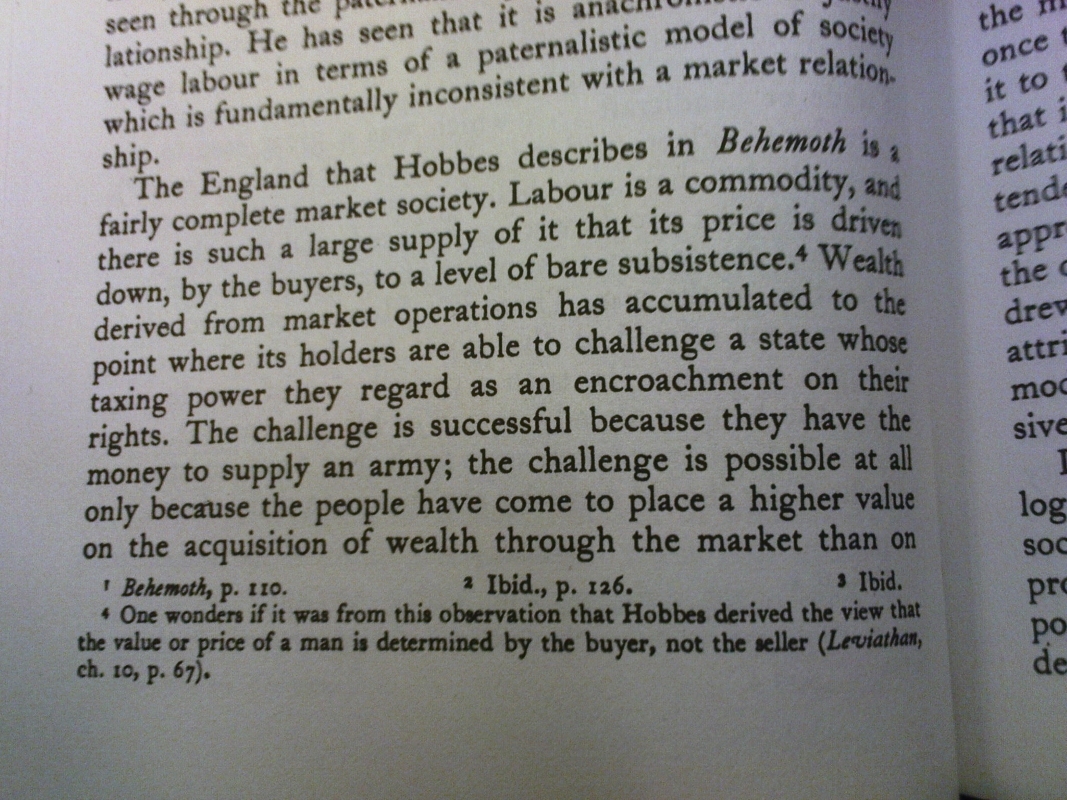 seen through the
lationship. He has seen that it is
wage labour in terms of a paternalistic model of society
which is fundamentally inconsistent with a market relation-
ship.
The England that Hobbes describes in Behemoth is a
fairly complete market society. Labour is a commodity, and
there is such a large supply of it that its price is driven
down, by the buyers, to a level of bare subsistence.⁴ Wealth
derived from market operations has accumulated to the
point where its holders are able to challenge a state whose
taxing power they regard as an encroachment on their
rights. The challenge is successful because they have the
money to supply an army; the challenge is possible at all
only because the people have come to place a higher value
on the acquisition of wealth through the market than on
¹ Behemoth, p. 110. ² Ibid., p. 126. ³ Ibid.
⁴ One wonders if it was from this observation that Hobbes derived the view that
the value or price of a man is determined by the buyer, not the seller (Leviathan,
ch. 10, p. 67).
the
once
it to
that
relati
tende
appr
the
drew
attri
mod
sive
log
soc
pro
po
de